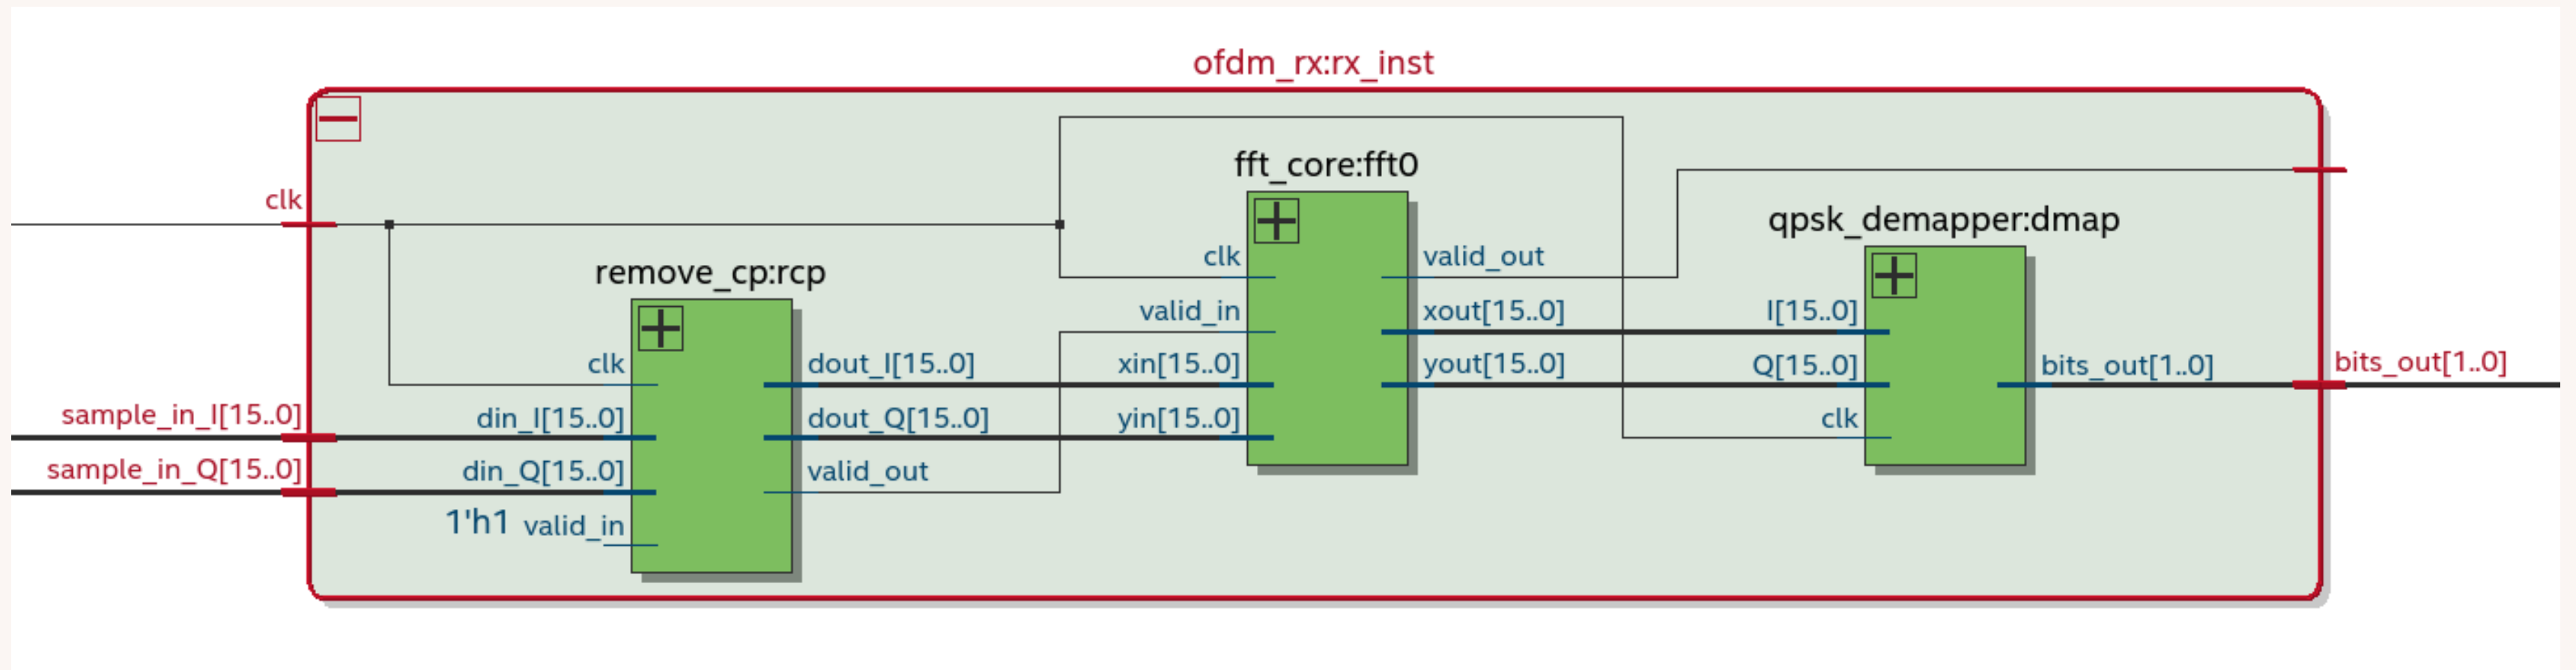 ofdm_rx:rx_inst
fft_core:fft0
clk
qpsk_demapper:dmap
clk
valid_out
remove_cp:rcp
valid_in
xout[15..0]
I[15..0]
clk
dout_I[15..0]
xin[15..0]
yout[15..0]
Q[15..0]
bits_out[1..0]
bits_out[1..0]
sample_in_I[15..0]
din_I[15..0]
dout_Q[15..0]
yin[15..0]
clk
sample_in_Q[15..0]
din_Q[15..0]
valid_out
1'h1 valid_in